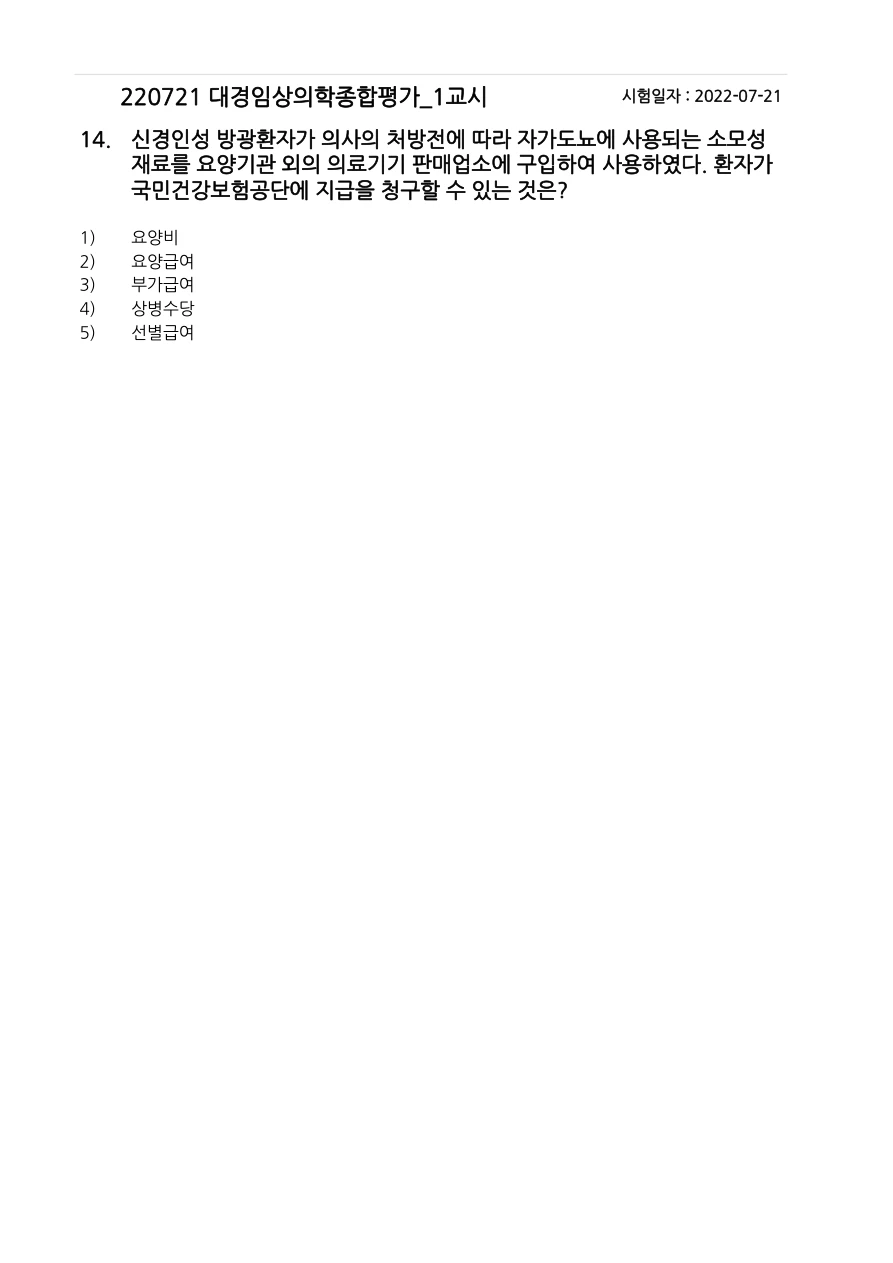 220721 대경임상의학종합평가_1교시 시험일자 : 2022-07-21
14. 신경인성 방광환자가 의사의 처방전에 따라 자가도뇨에 사용되는 소모성
재료를 요양기관 외의 의료기기 판매업소에 구입하여 사용하였다. 환자가
국민건강보험공단에 지급을 청구할 수 있는 것은?
1) 요양비
2) 요양급여
3) 부가급여
4) 상병수당
5) 선별급여